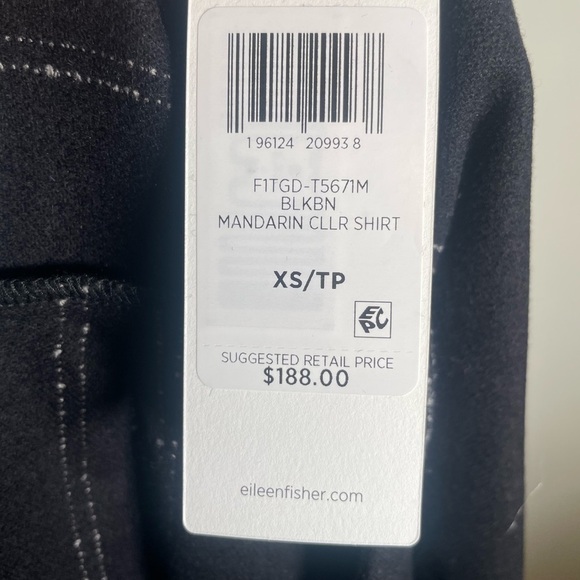 1 96124 20993 8
F1TGD-T5671M
BLKBN
MANDARIN CLLR SHIRT
XS/TP
EPC
SUGGESTED RETAIL PRICE
$188.00
eileenfisher.com